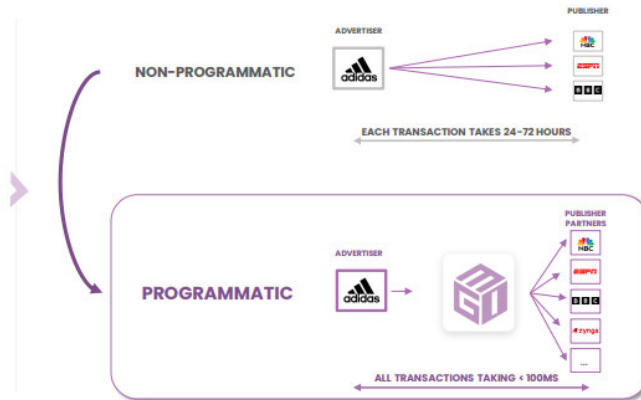 PUBLISHER
ADVERTISER
NBC
NON-PROGRAMMATIC
adidas
ESPN
BBC
EACH TRANSACTION TAKES 24-72 HOURS
PUBLISHER
PARTNERS
NBC
ADVERTISER
ESPN
PROGRAMMATIC
adidas
BBC
zynga
...
ALL TRANSACTIONS TAKING < 100MS